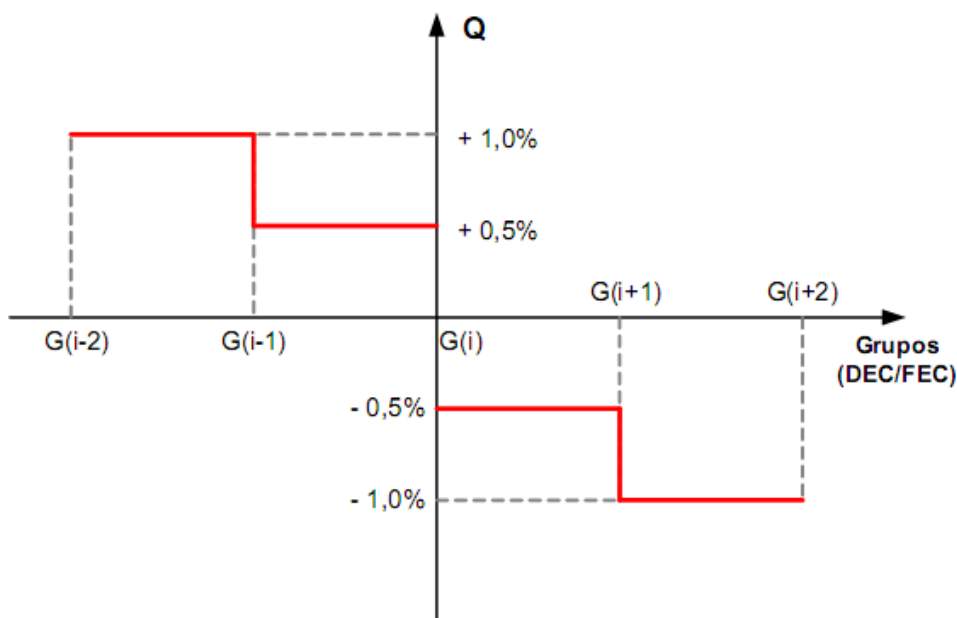 Q
+ 1,0%
+ 0,5%
G(i+1) G(i+2)
G(i-2) G(i-1) G(i)
Grupos
(DEC/FEC)
- 0,5%
- 1,0%